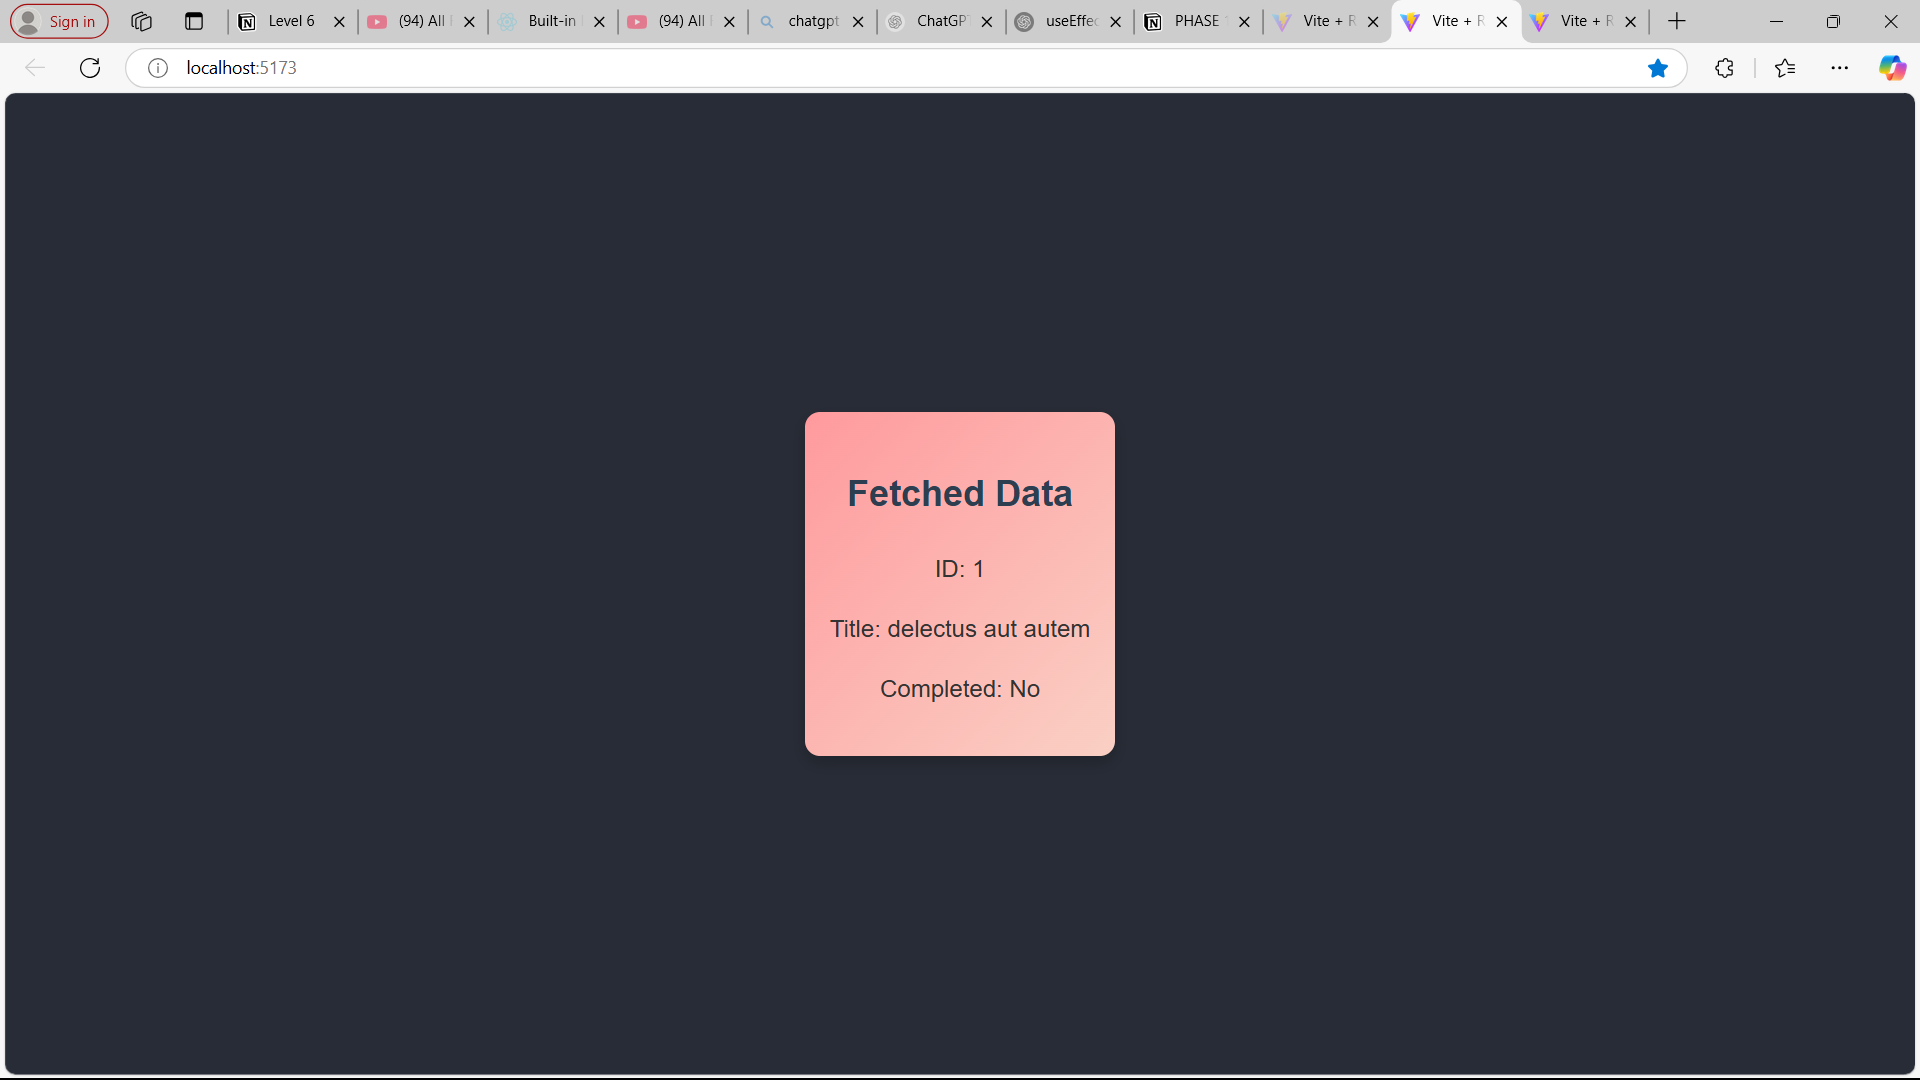 Sign in
Level 6
(94) All
Built-in
(94) All
chatgpt
ChatGP
useEffec
PHASE
Vite + R
Vite + R
Vite + R
localhost:5173
Fetched Data
ID: 1
Title: delectus aut autem
Completed: No